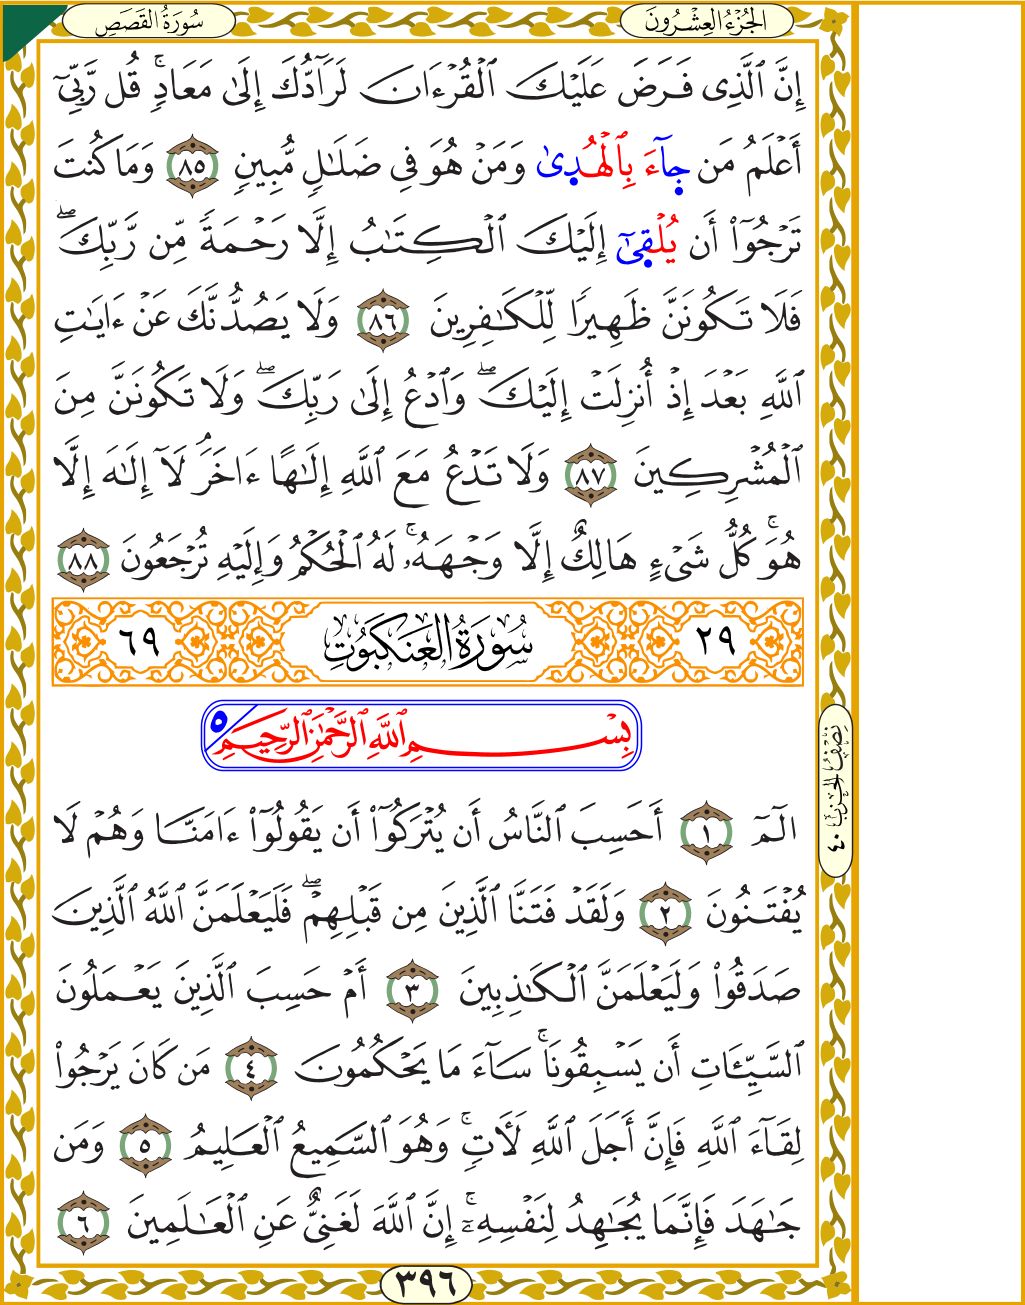 سُورَةُ القَصَصِ
الجُزْءُ العِشْرُونَ
إِنَّ ٱلَّذِى فَرَضَ عَلَيْكَ ٱلْقُرْءَانَ لَرَآدُّكَ إِلَىٰ مَعَادٍۢ ۚ قُل رَّبِّىٓ
أَعْلَمُ مَن جَآءَ بِٱلْهُدَىٰ وَمَنْ هُوَ فِى ضَلَٰلٍۢ مُّبِينٍۢ ٨٥ وَمَا كُنتَ
تَرْجُوٓا۟ أَن يُلْقَىٰٓ إِلَيْكَ ٱلْكِتَٰبُ إِلَّا رَحْمَةًۭ مِّن رَّبِّكَ ۖ
فَلَا تَكُونَنَّ ظَهِيرًۭا لِّلْكَٰفِرِينَ ٨٦ وَلَا يَصُدُّنَّكَ عَنْ ءَايَٰتِ
ٱللَّهِ بَعْدَ إِذْ أُنزِلَتْ إِلَيْكَ ۖ وَٱدْعُ إِلَىٰ رَبِّكَ ۖ وَلَا تَكُونَنَّ مِنَ
ٱلْمُشْرِكِينَ ٨٧ وَلَا تَدْعُ مَعَ ٱللَّهِ إِلَٰهًا ءَاخَرَ ۘ لَآ إِلَٰهَ إِلَّا
هُوَ ۚ كُلُّ شَىْءٍ هَالِكٌ إِلَّا وَجْهَهُۥ ۚ لَهُ ٱلْحُكْمُ وَإِلَيْهِ تُرْجَعُونَ ٨٨
٢٩ سُورَةُ العَنكَبُوتِ ٦٩
بِسْمِ ٱللَّهِ ٱلرَّحْمَٰنِ ٱلرَّحِيمِ ٥
الٓمٓ ١ أَحَسِبَ ٱلنَّاسُ أَن يُتْرَكُوٓا۟ أَن يَقُولُوٓا۟ ءَامَنَّا وَهُمْ لَا
يُفْتَنُونَ ٢ وَلَقَدْ فَتَنَّا ٱلَّذِينَ مِن قَبْلِهِمْ ۖ فَلَيَعْلَمَنَّ ٱللَّهُ ٱلَّذِينَ
صَدَقُوا۟ وَلَيَعْلَمَنَّ ٱلْكَٰذِبِينَ ٣ أَمْ حَسِبَ ٱلَّذِينَ يَعْمَلُونَ
ٱلسَّيِّـَٔاتِ أَن يَسْبِقُونَا ۚ سَآءَ مَا يَحْكُمُونَ ٤ مَن كَانَ يَرْجُوا۟
لِقَآءَ ٱللَّهِ فَإِنَّ أَجَلَ ٱللَّهِ لَـَٔاتٍۢ ۚ وَهُوَ ٱلسَّمِيعُ ٱلْعَلِيمُ ٥ وَمَن
جَٰهَدَ فَإِنَّمَا يُجَٰهِدُ لِنَفْسِهِۦٓ ۚ إِنَّ ٱللَّهَ لَغَنِىٌّ عَنِ ٱلْعَٰلَمِينَ ٦
نِصْفُ الحِزْبِ ٤٠
٣٩٦